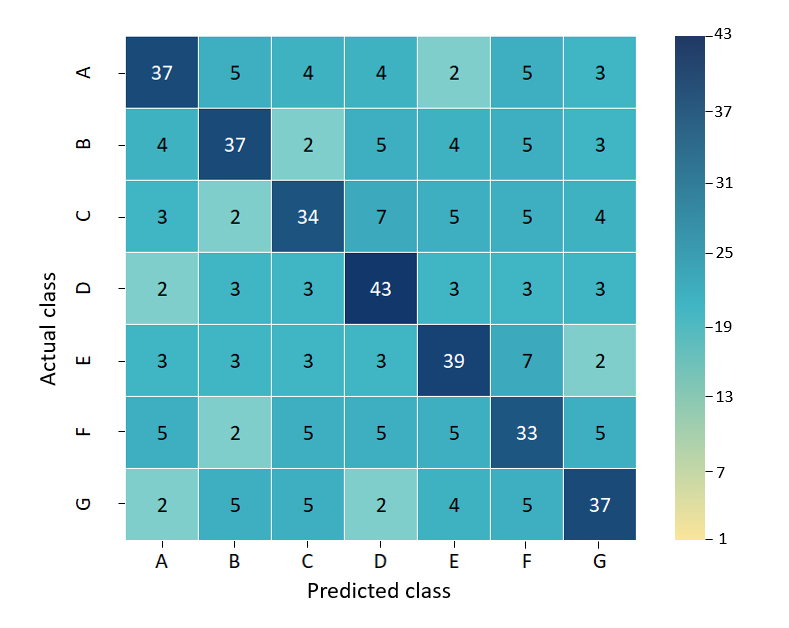 A 37 5 4 4 2 5 3
B 4 37 2 5 4 5 3
C 3 2 34 7 5 5 4
D 2 3 3 43 3 3 3
E 3 3 3 3 39 7 2
F 5 2 5 5 5 33 5
G 2 5 5 2 4 5 37
A B C D E F G
Predicted class
Actual class
43
37
31
25
19
13
7
1